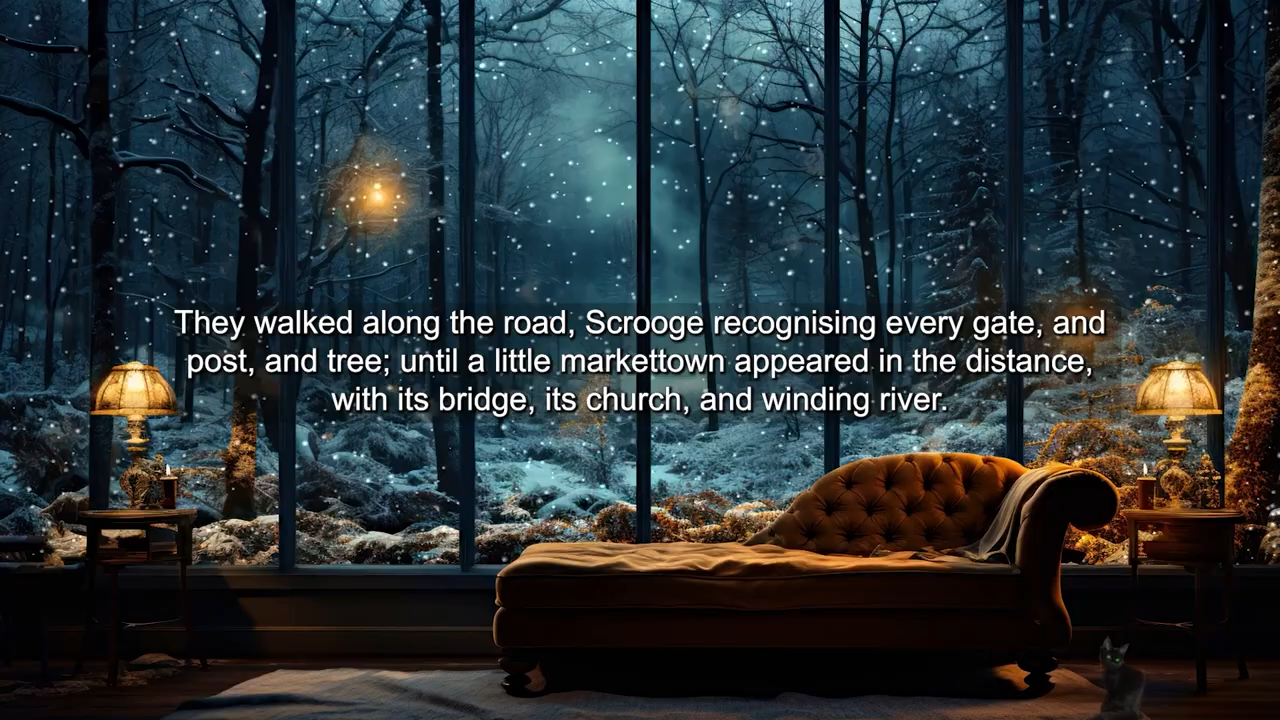 They walked along the road, Scrooge recognising every gate, and
post, and tree; until a little markettown appeared in the distance,
with its bridge, its church, and winding river.